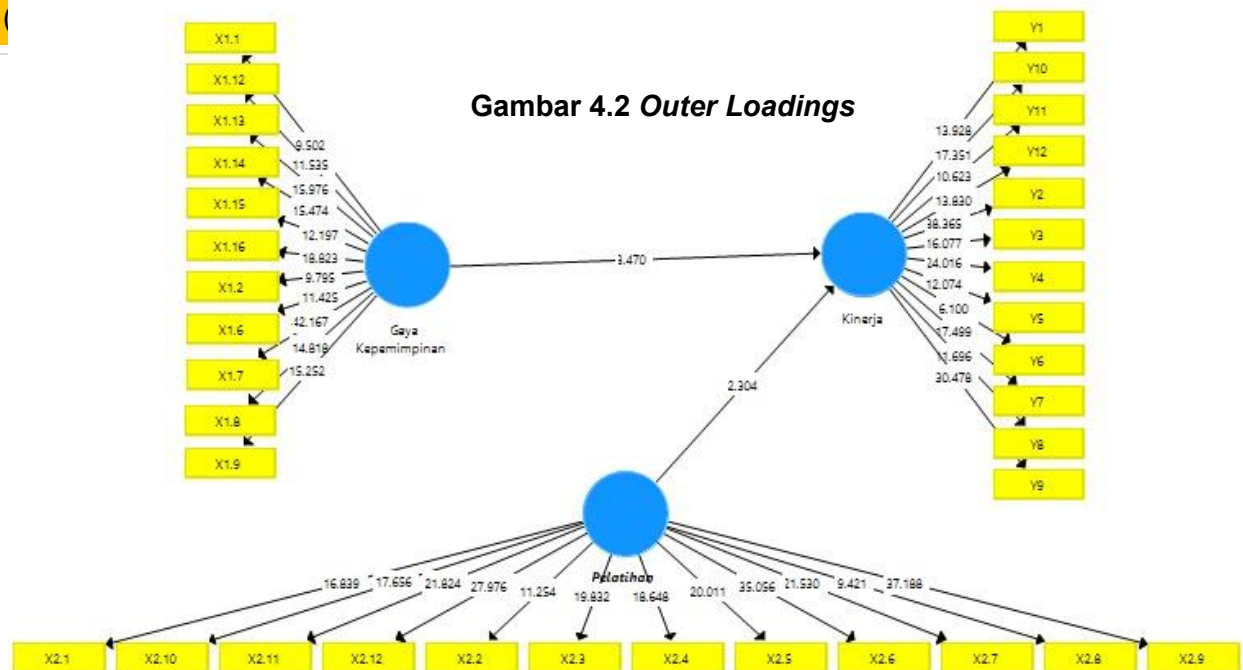 (
Gambar 4.2 Outer Loadings
X1.1
X1.12
X1.13
X1.14
X1.15
X1.16
X1.2
X1.6
X1.7
X1.8
X1.9
9.502
11.535
15.976
15.474
12.197
18.823
9.795
11.425
42.167
14.818
15.252
Gaya
Kepemimpinan
3.470
2.304
Kinerja
13.928
17.351
10.623
13.830
38.365
16.077
24.016
12.074
6.100
17.499
11.696
30.478
Y1
Y10
Y11
Y12
Y2
Y3
Y4
Y5
Y6
Y7
Y8
Y9
Pelatihan
16.839
17.656
21.824
27.976
11.254
19.832
18.648
20.011
35.056
21.530
9.421
37.188
X2.1
X2.10
X2.11
X2.12
X2.2
X2.3
X2.4
X2.5
X2.6
X2.7
X2.8
X2.9